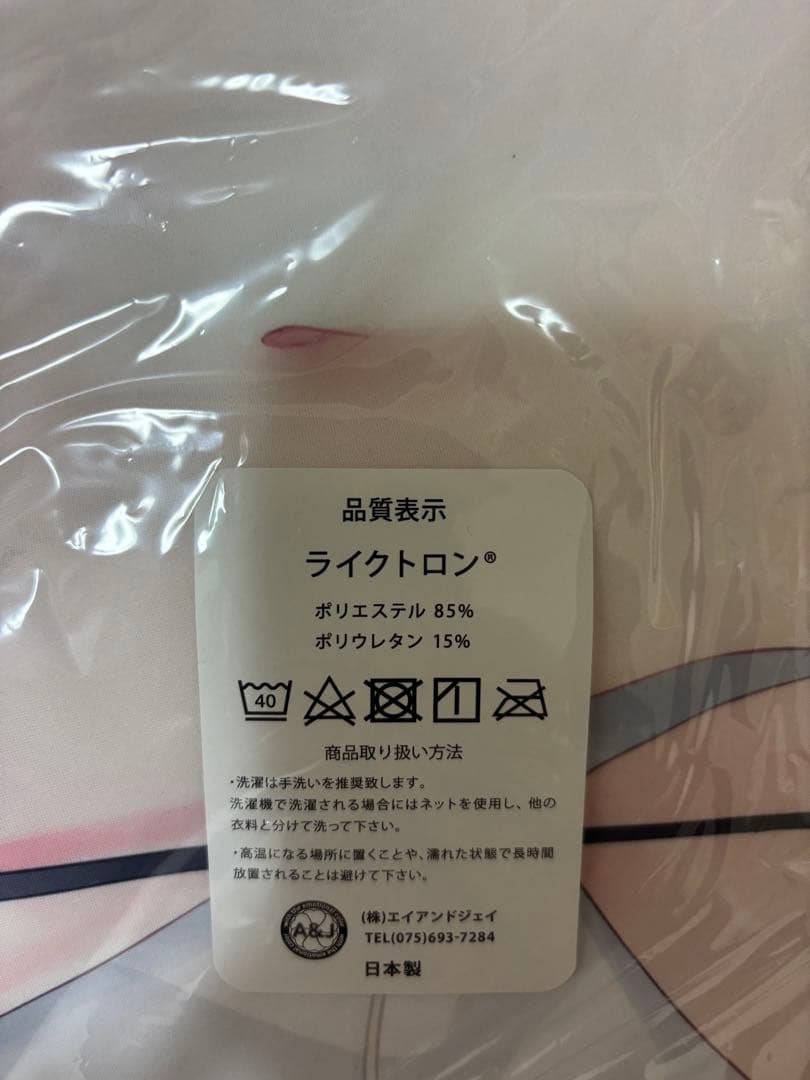 品質表示
ライクトロン®
ポリエステル 85%
ポリウレタン 15%
40
商品取り扱い方法
・洗濯は手洗いを推奨致します。
洗濯機で洗濯される場合にはネットを使用し、他の
衣料と分けて洗って下さい。
・高温になる場所に置くことや、濡れた状態で長時間
放置されることは避けて下さい。
A&J
(株)エイアンドジェイ
TEL(075)693-7284
日本製